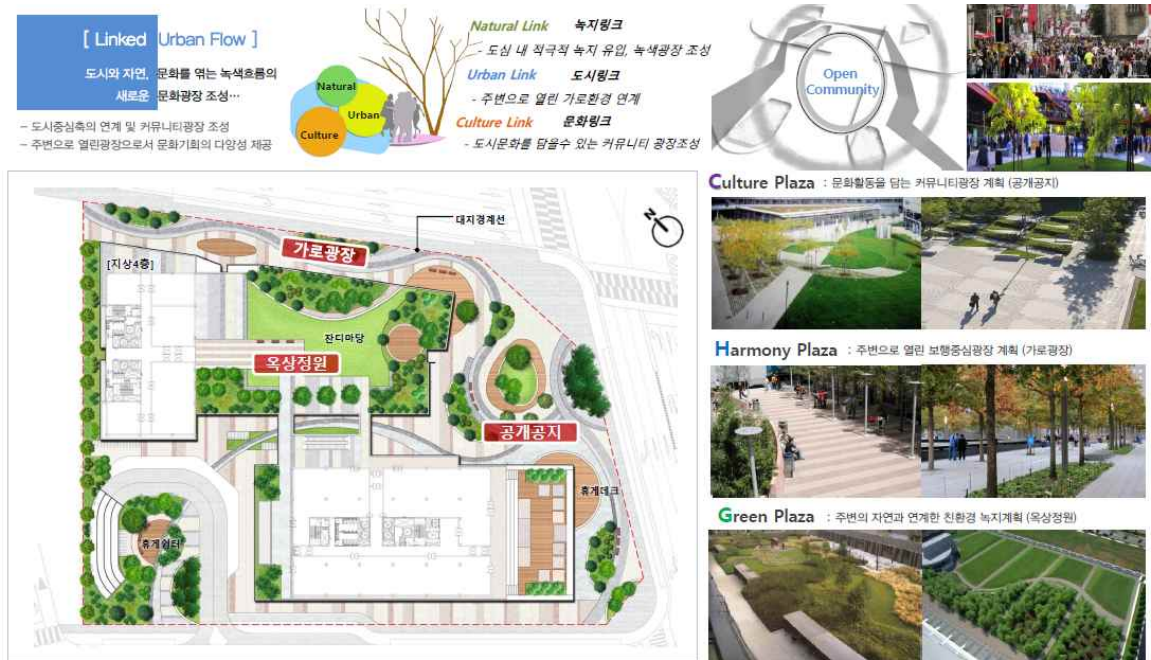 [ Linked Urban Flow ]
도시와 자연, 문화를 엮는 녹색흐름의
새로운 문화광장 조성…
- 도시중심축의 연계 및 커뮤니티광장 조성
- 주변으로 열린광장으로서 문화기회의 다양성 제공
Natural
Urban
Culture
Natural Link 녹지링크
- 도심 내 적극적 녹지 유입, 녹색광장 조성
Urban Link 도시링크
- 주변으로 열린 가로환경 연계
Culture Link 문화링크
- 도시문화를 담을수 있는 커뮤니티 광장조성
Open
Community
대지경계선
N
가로광장
[지상4층]
잔디마당
옥상정원
공개공지
휴게데크
휴게쉼터
Culture Plaza : 문화활동을 담는 커뮤니티광장 계획 (공개공지)
Harmony Plaza : 주변으로 열린 보행중심광장 계획 (가로광장)
Green Plaza : 주변의 자연과 연계한 친환경 녹지계획 (옥상정원)